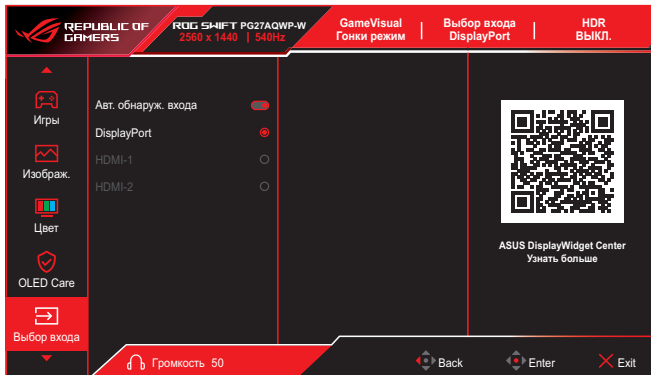 REPUBLIC OF
GAMERS
ROG SWIFT PG27AQWP-W
2560 x 1440 | 540Hz
GameVisual
Гонки режим
Выбор входа
DisplayPort
HDR
ВЫКЛ.
Игры
Изображ.
Цвет
OLED Care
Выбор входа
Авт. обнаруж. входа
DisplayPort
HDMI-1
HDMI-2
ASUS DisplayWidget Center
Узнать больше
Громкость 50
Back
Enter
Exit